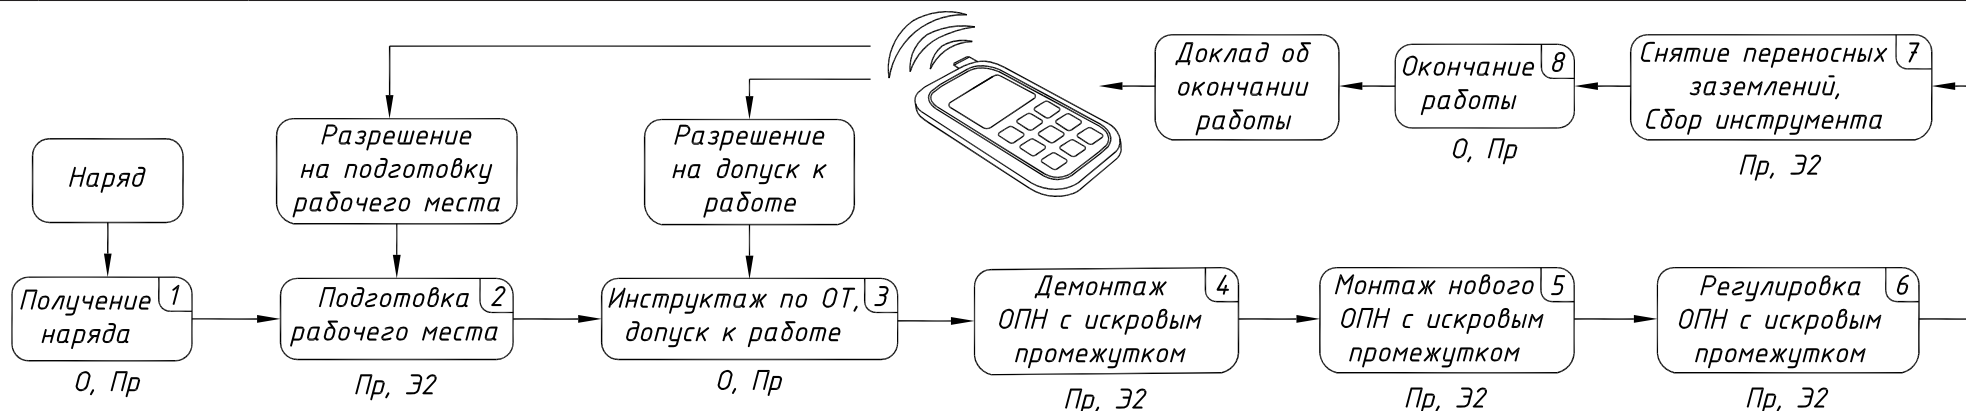 Наряд
Разрешение
на подготовку
рабочего места
Разрешение
на допуск к
работе
Доклад об
окончании
работы
Окончание 8
работы
О, Пр
Снятие переносных 7
заземлений,
Сбор инструмента
Пр, Э2
Получение 1
наряда
О, Пр
Подготовка 2
рабочего места
Пр, Э2
Инструктаж по ОТ, 3
допуск к работе
О, Пр
Демонтаж 4
ОПН с искровым
промежутком
Пр, Э2
Монтаж нового 5
ОПН с искровым
промежутком
Пр, Э2
Регулировка 6
ОПН с искровым
промежутком
Пр, Э2